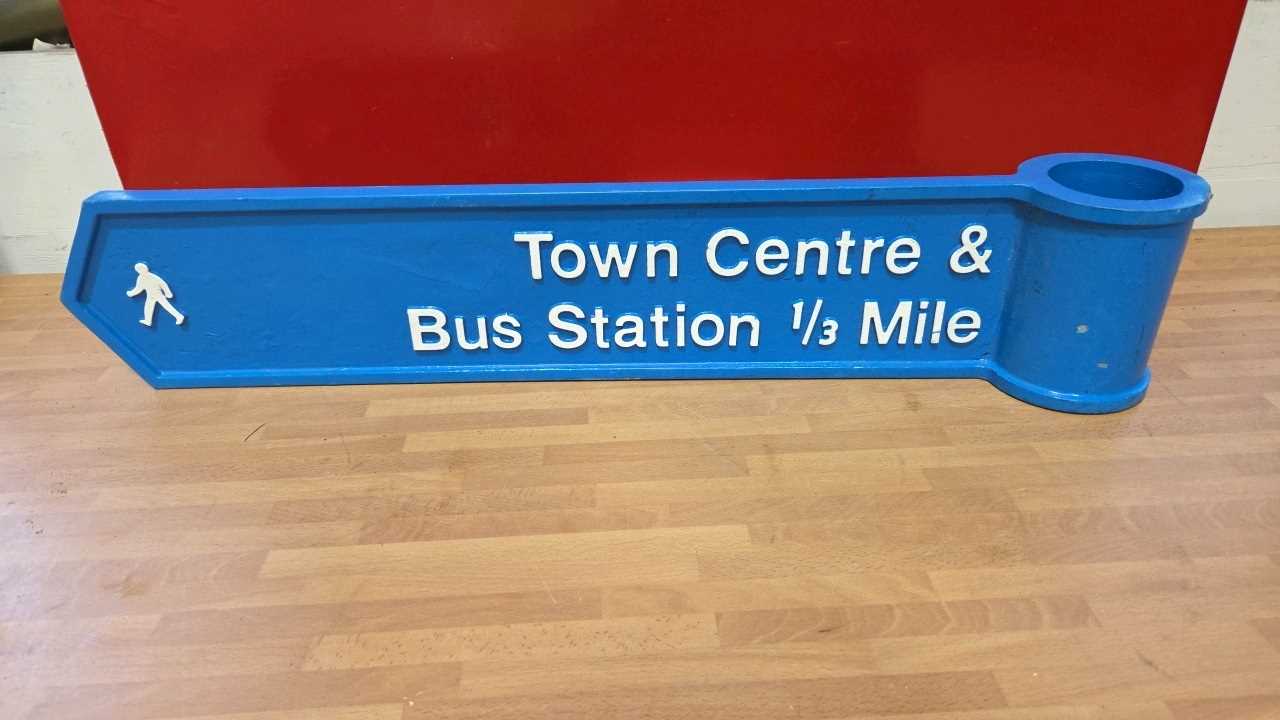 Town Centre &
Bus Station 1/3 Mile